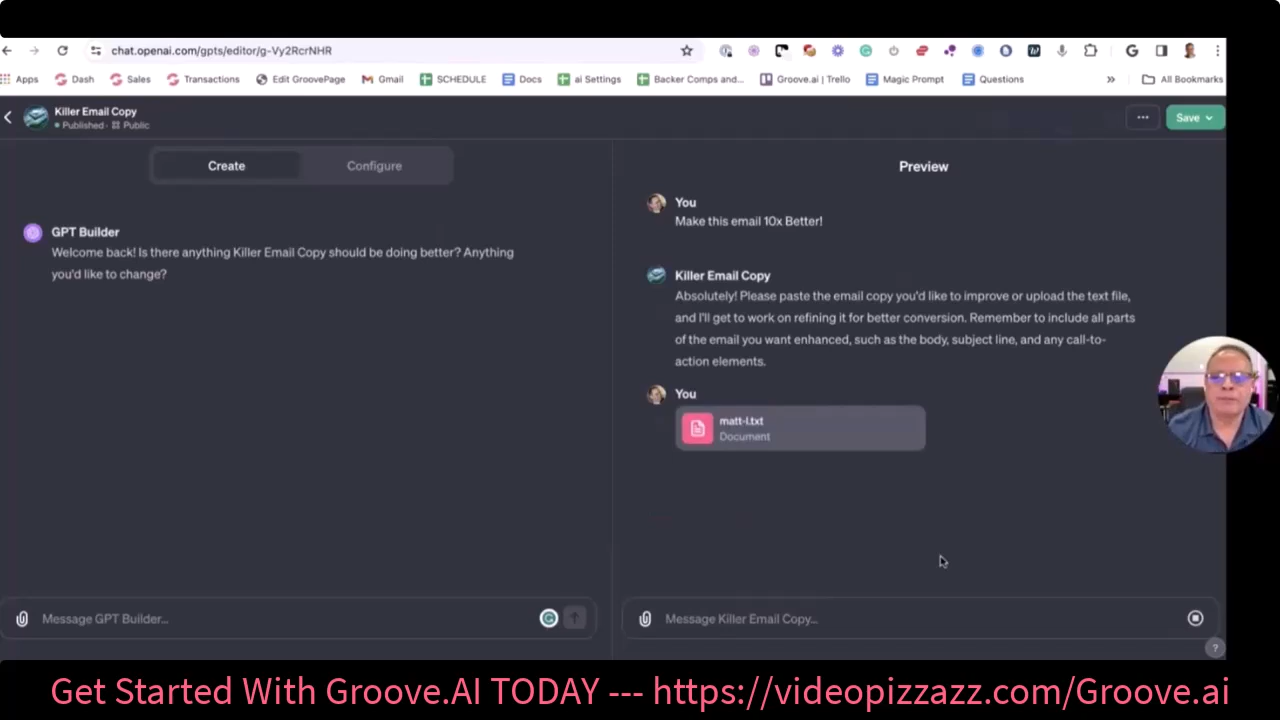 chat.openai.com/gpts/editor/g-Vy2RcrNHR
Apps Dash Sales Transactions Edit GroovePage Gmail SCHEDULE Docs ai Settings Backer Comps and... Groove.ai | Trello Magic Prompt Questions » All Bookmarks
Killer Email Copy
Published · Public
Save
Create Configure
Preview
GPT Builder
Welcome back! Is there anything Killer Email Copy should be doing better? Anything
you'd like to change?
You
Make this email 10x Better!
Killer Email Copy
Absolutely! Please paste the email copy you'd like to improve or upload the text file,
and I'll get to work on refining it for better conversion. Remember to include all parts
of the email you want enhanced, such as the body, subject line, and any call-to-
action elements.
You
matt-l.txt
Document
Message GPT Builder...
Message Killer Email Copy...
?
Get Started With Groove.AI TODAY --- https://videopizzazz.com/Groove.ai